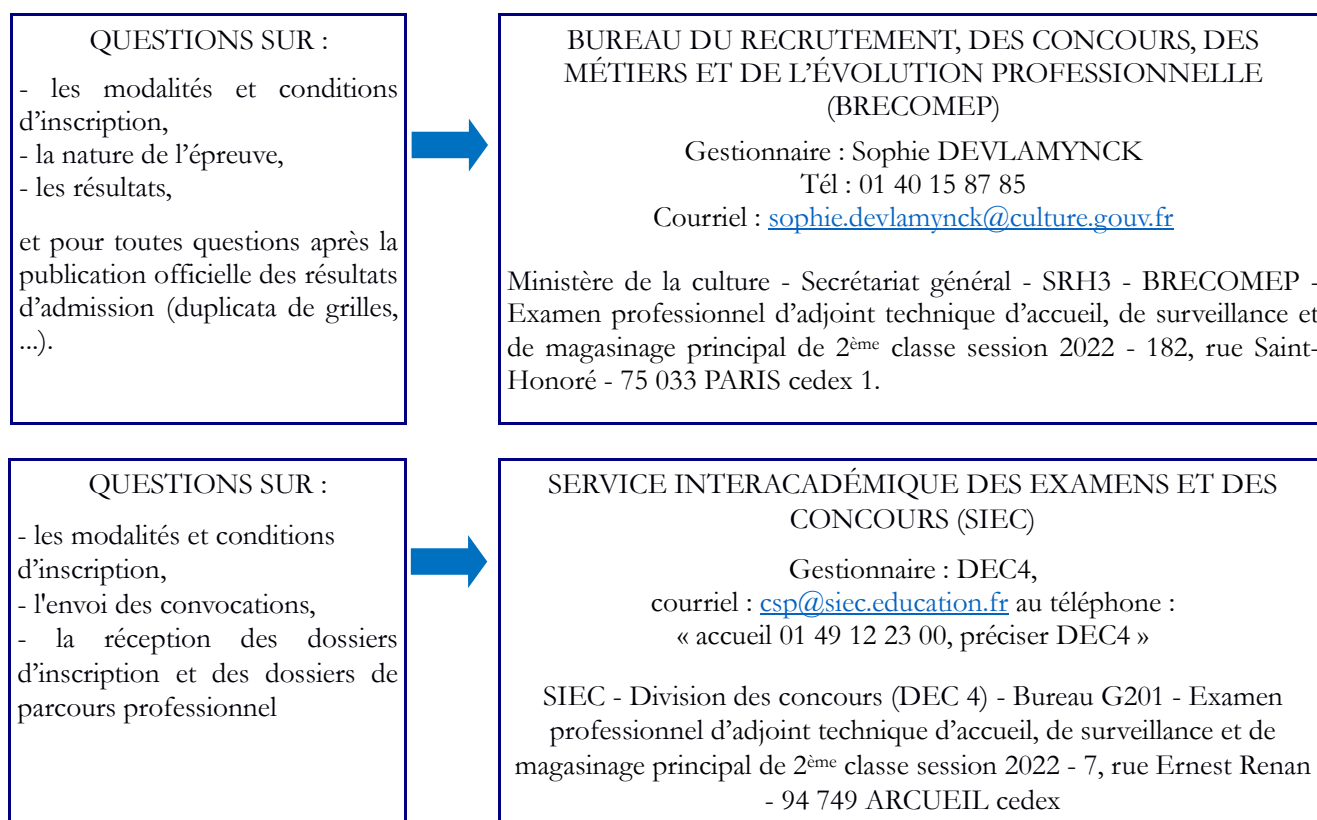 QUESTIONS SUR :
- les modalités et conditions
d’inscription,
- la nature de l’épreuve,
- les résultats,
et pour toutes questions après la
publication officielle des résultats
d’admission (duplicata de grilles,
...).
BUREAU DU RECRUTEMENT, DES CONCOURS, DES
MÉTIERS ET DE L’ÉVOLUTION PROFESSIONNELLE
(BRECOMEP)
Gestionnaire : Sophie DEVLAMYNCK
Tél : 01 40 15 87 85
Courriel : sophie.devlamynck@culture.gouv.fr
Ministère de la culture - Secrétariat général - SRH3 - BRECOMEP -
Examen professionnel d’adjoint technique d’accueil, de surveillance et
de magasinage principal de 2ème classe session 2022 - 182, rue Saint-
Honoré - 75 033 PARIS cedex 1.
QUESTIONS SUR :
- les modalités et conditions
d’inscription,
- l'envoi des convocations,
- la réception des dossiers
d’inscription et des dossiers de
parcours professionnel
SERVICE INTERACADÉMIQUE DES EXAMENS ET DES
CONCOURS (SIEC)
Gestionnaire : DEC4,
courriel : csp@siec.education.fr au téléphone :
« accueil 01 49 12 23 00, préciser DEC4 »
SIEC - Division des concours (DEC 4) - Bureau G201 - Examen
professionnel d’adjoint technique d’accueil, de surveillance et de
magasinage principal de 2ème classe session 2022 - 7, rue Ernest Renan
- 94 749 ARCUEIL cedex